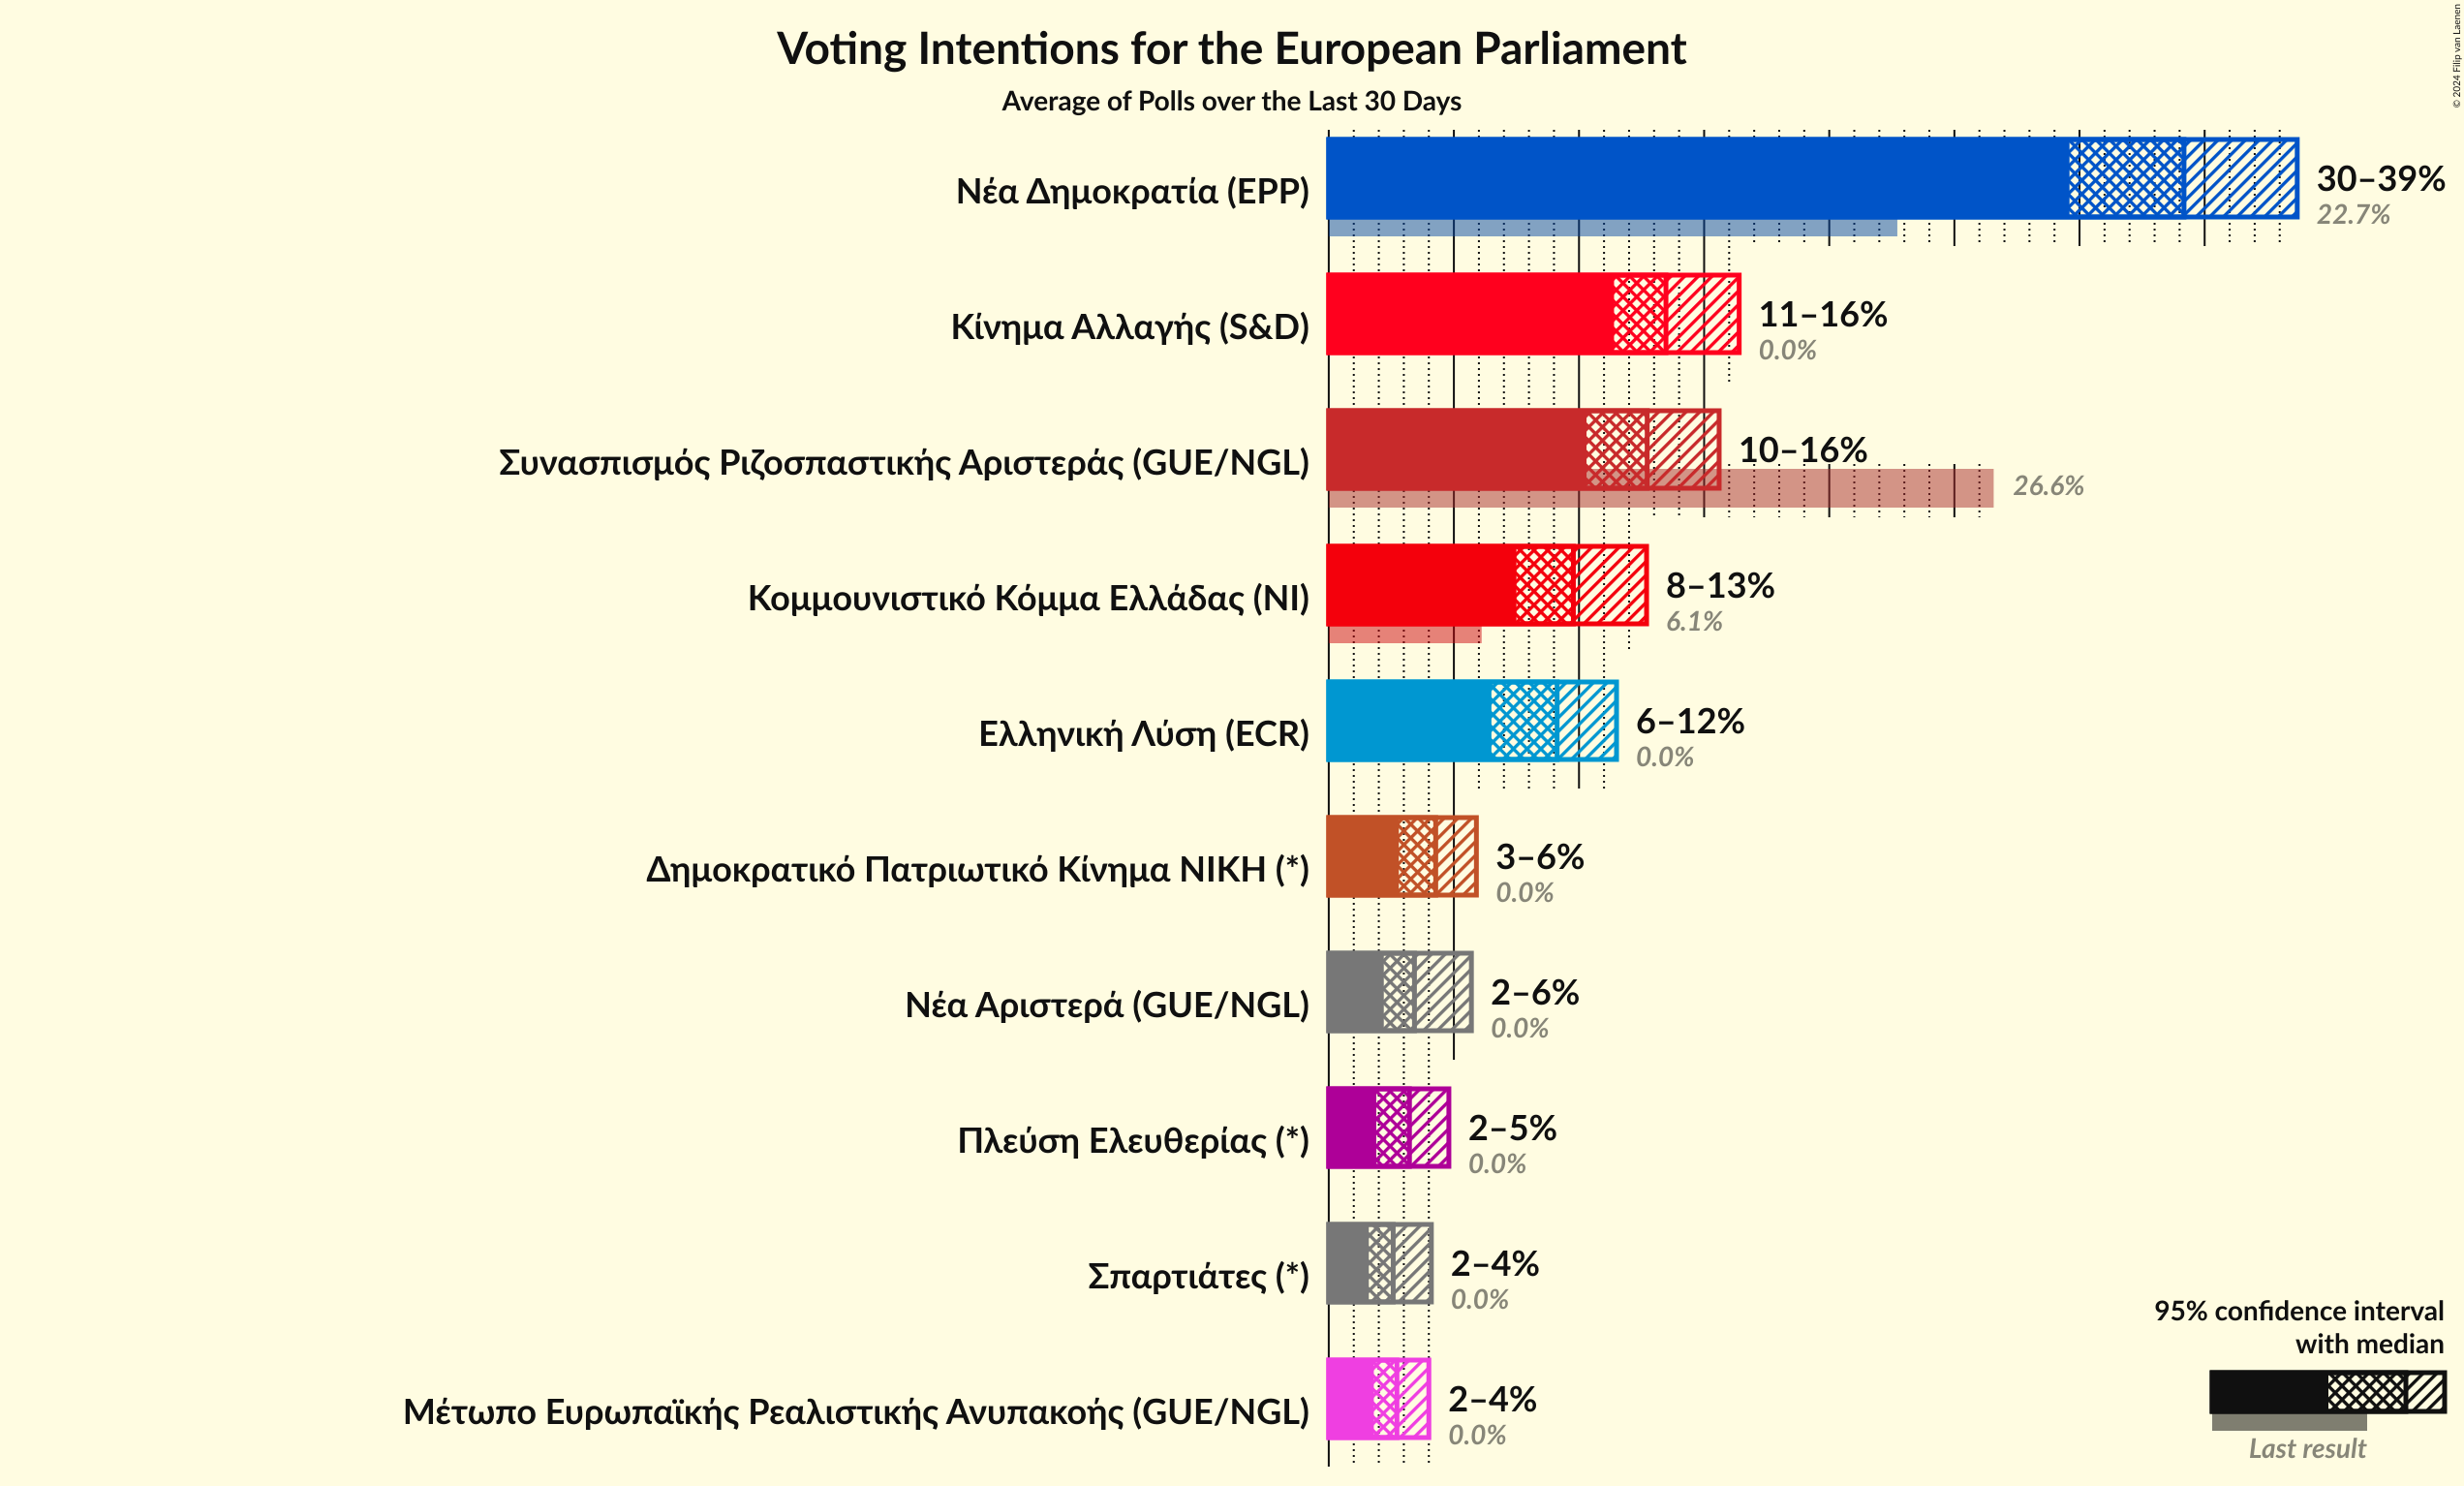 Voting Intentions for the European Parliament
Average of Polls over the Last 30 Days
© 2024 Filip van Laenen
Νέα Δημοκρατία (EPP)
30–39%
22.7%
Κίνημα Αλλαγής (S&D)
11–16%
0.0%
Συνασπισμός Ριζοσπαστικής Αριστεράς (GUE/NGL)
10–16%
26.6%
Κομμουνιστικό Κόμμα Ελλάδας (NI)
8–13%
6.1%
Ελληνική Λύση (ECR)
6–12%
0.0%
Δημοκρατικό Πατριωτικό Κίνημα ΝΙΚΗ (*)
3–6%
0.0%
Νέα Αριστερά (GUE/NGL)
2–6%
0.0%
Πλεύση Ελευθερίας (*)
2–5%
0.0%
Σπαρτιάτες (*)
2–4%
0.0%
Μέτωπο Ευρωπαϊκής Ρεαλιστικής Ανυπακοής (GUE/NGL)
2–4%
0.0%
95% confidence interval
with median
Last result